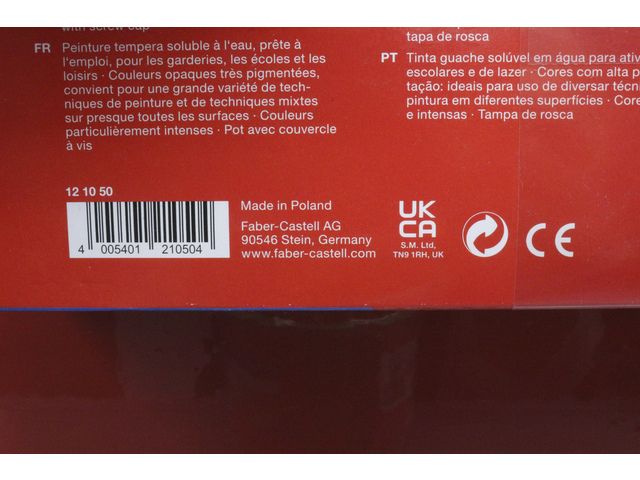 with screw cap
FR Peinture tempera soluble à l'eau, prête à
l'emploi, pour les garderies, les écoles et les
loisirs · Couleurs opaques très pigmentées,
convient pour une grande variété de tech-
niques de peinture et de techniques mixtes
sur presque toutes les surfaces · Couleurs
particulièrement intenses · Pot avec couvercle
à vis
tapa de rosca
PT Tinta guache solúvel em água para ativ
escolares e de lazer · Cores com alta p
tação: ideais para uso de diversar técni
pintura em diferentes superfícies · Core
e intensas · Tampa de rosca
12 10 50
4 005401 210504
Made in Poland
Faber-Castell AG
90546 Stein, Germany
www.faber-castell.com
UK
CA
S.M. Ltd,
TN9 1RH, UK
CE